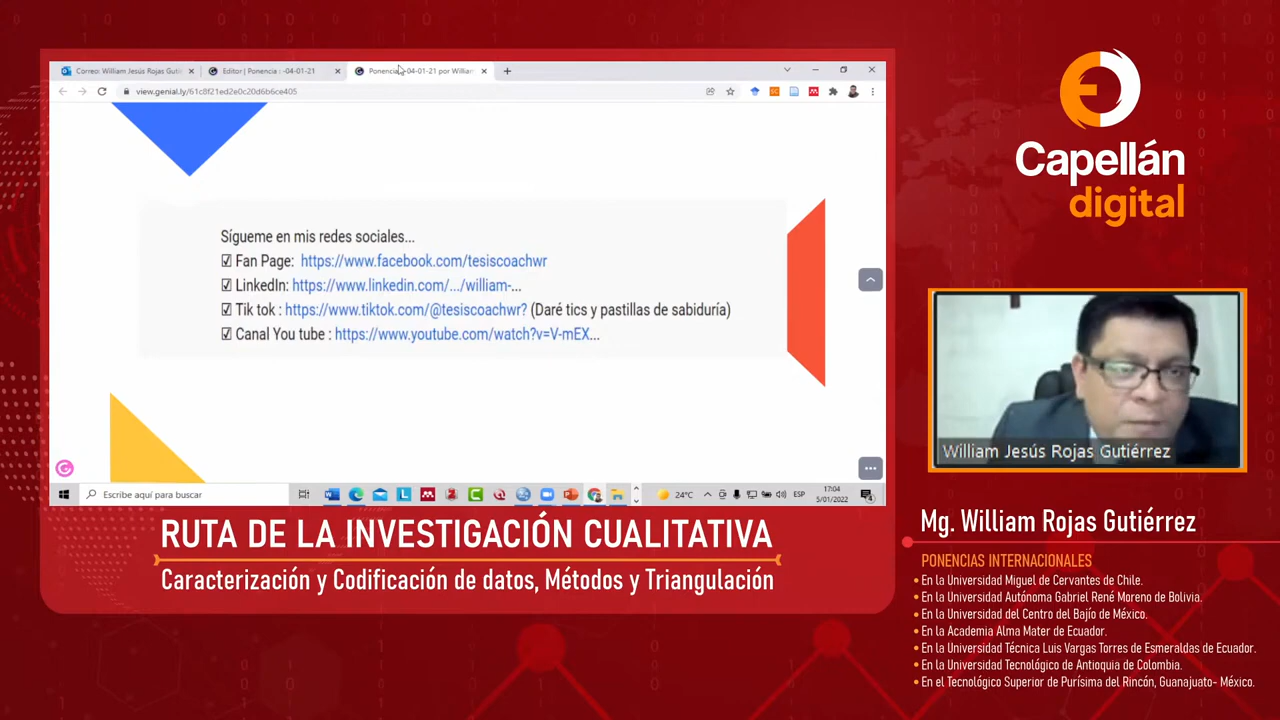 Correo: William Jesús Rojas Gutié
Editor | Ponencia : -04-01-21
Ponencia : -04-01-21 por William
view.genial.ly/61c8f21ed2e0c20d6b6ce405
Sígueme en mis redes sociales...
☑ Fan Page: https://www.facebook.com/tesiscoachwr
☑ LinkedIn: https://www.linkedin.com/.../william-...
☑ Tik tok : https://www.tiktok.com/@tesiscoachwr? (Daré tics y pastillas de sabiduría)
☑ Canal You tube : https://www.youtube.com/watch?v=V-mEX...
Escribe aquí para buscar
24°C
ESP
17:04
5/01/2022
RUTA DE LA INVESTIGACIÓN CUALITATIVA
Caracterización y Codificación de datos, Métodos y Triangulación
Capellán
digital
William Jesús Rojas Gutiérrez
Mg. William Rojas Gutiérrez
PONENCIAS INTERNACIONALES
• En la Universidad Miguel de Cervantes de Chile.
• En la Universidad Autónoma Gabriel René Moreno de Bolivia.
• En la Universidad del Centro del Bajío de México.
• En la Academia Alma Mater de Ecuador.
• En la Universidad Técnica Luis Vargas Torres de Esmeraldas de Ecuador.
• En la Universidad Tecnológico de Antioquia de Colombia.
• En el Tecnológico Superior de Purísima del Rincón, Guanajuato- México.